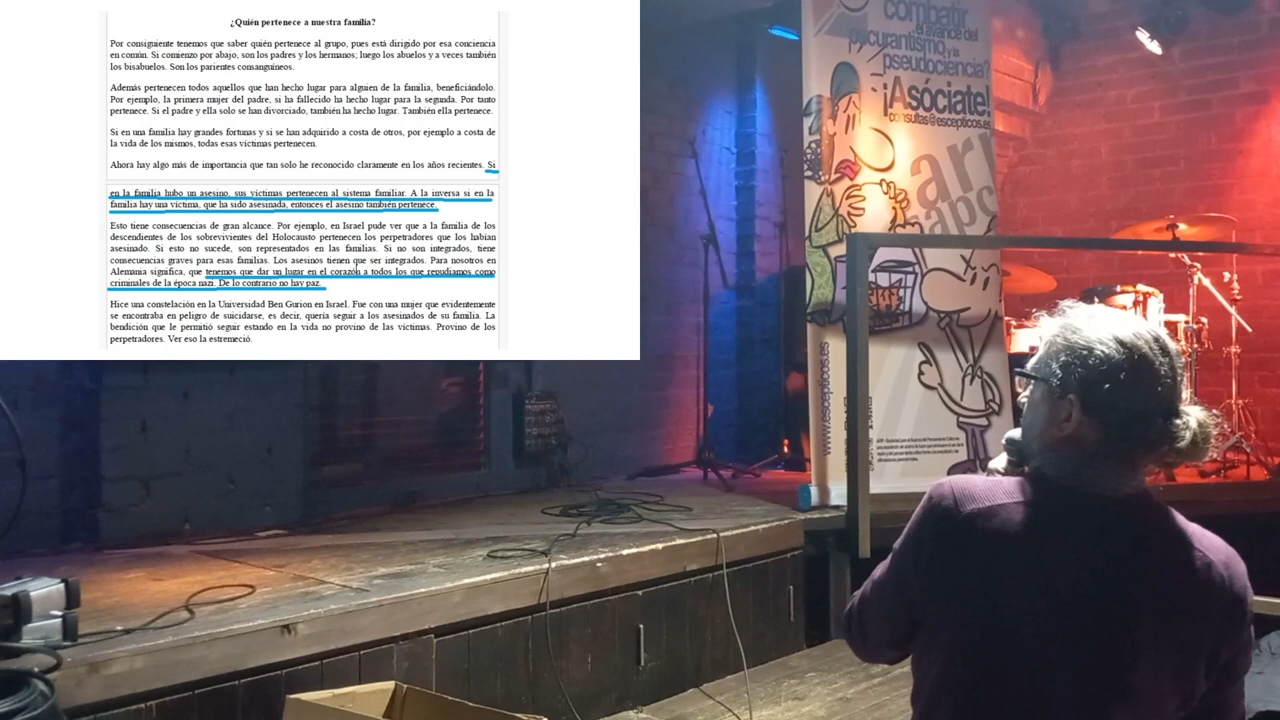 ¿Quién pertenece a nuestra familia?
Por consiguiente tenemos que saber quién pertenece al grupo, pues está dirigido por esa conciencia
en común. Si comienzo por abajo, son los padres y los hermanos; luego los abuelos y a veces también
los bisabuelos. Son los parientes consanguíneos.
Además pertenecen todos aquellos que han hecho lugar para alguien de la familia, beneficiándolo.
Por ejemplo, la primera mujer del padre, si ha fallecido ha hecho lugar para la segunda. Por tanto
pertenece. Si el padre y ella solo se han divorciado, también ha hecho lugar. También ella pertenece.
Si en una familia hay grandes fortunas y si se han adquirido a costa de otros, por ejemplo a costa de
la vida de los mismos, todas esas víctimas pertenecen.
Ahora hay algo más de importancia que tan solo he reconocido claramente en los años recientes. Si
en la familia hubo un asesino, sus víctimas pertenecen al sistema familiar. A la inversa si en la
familia hay una víctima, que ha sido asesinada, entonces el asesino también pertenece.
Esto tiene consecuencias de gran alcance. Por ejemplo, en Israel pude ver que a la familia de los
descendientes de los sobrevivientes del Holocausto pertenecen los perpetradores que los habían
asesinado. Si esto no sucede, son representados en las familias. Si no son integrados, tiene
consecuencias graves para esas familias. Los asesinos tienen que ser integrados. Para nosotros en
Alemania significa, que tenemos que dar un lugar en el corazón a todos los que repudiamos como
criminales de la época nazi. De lo contrario no hay paz.
Hice una constelación en la Universidad Ben Gurion en Israel. Fue con una mujer que evidentemente
se encontraba en peligro de suicidarse, es decir, quería seguir a los asesinados de su familia. La
bendición que le permitió seguir estando en la vida no provino de las víctimas. Provino de los
perpetradores. Ver eso la estremeció.
combatir
el avance del
oscurantismo y la
pseudociencia?
¡Asóciate!
consultas@escepticos.es
arp
sapc
www.escepticos.es